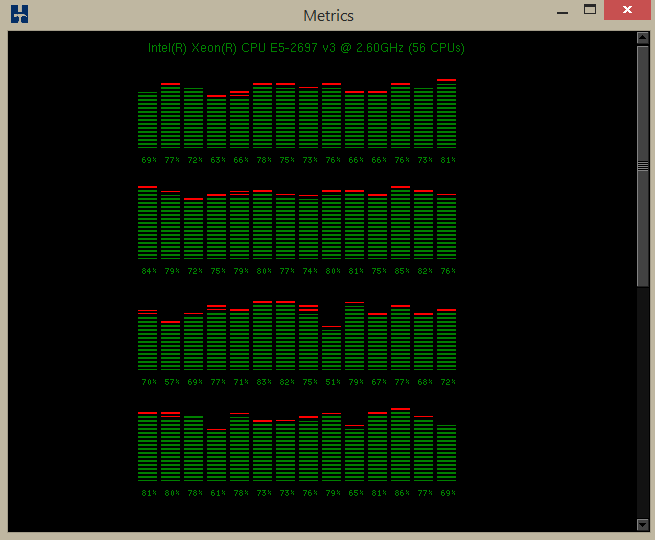 Metrics
Intel(R) Xeon(R) CPU E5-2697 v3 @ 2.60GHz (56 CPUs)
69% 77% 72% 63% 66% 78% 75% 73% 76% 66% 66% 76% 73% 81%
84% 79% 72% 75% 79% 80% 77% 74% 80% 81% 75% 85% 82% 76%
70% 57% 69% 77% 71% 83% 82% 75% 51% 79% 67% 77% 68% 72%
81% 80% 78% 61% 78% 73% 73% 76% 79% 65% 81% 86% 77% 69%